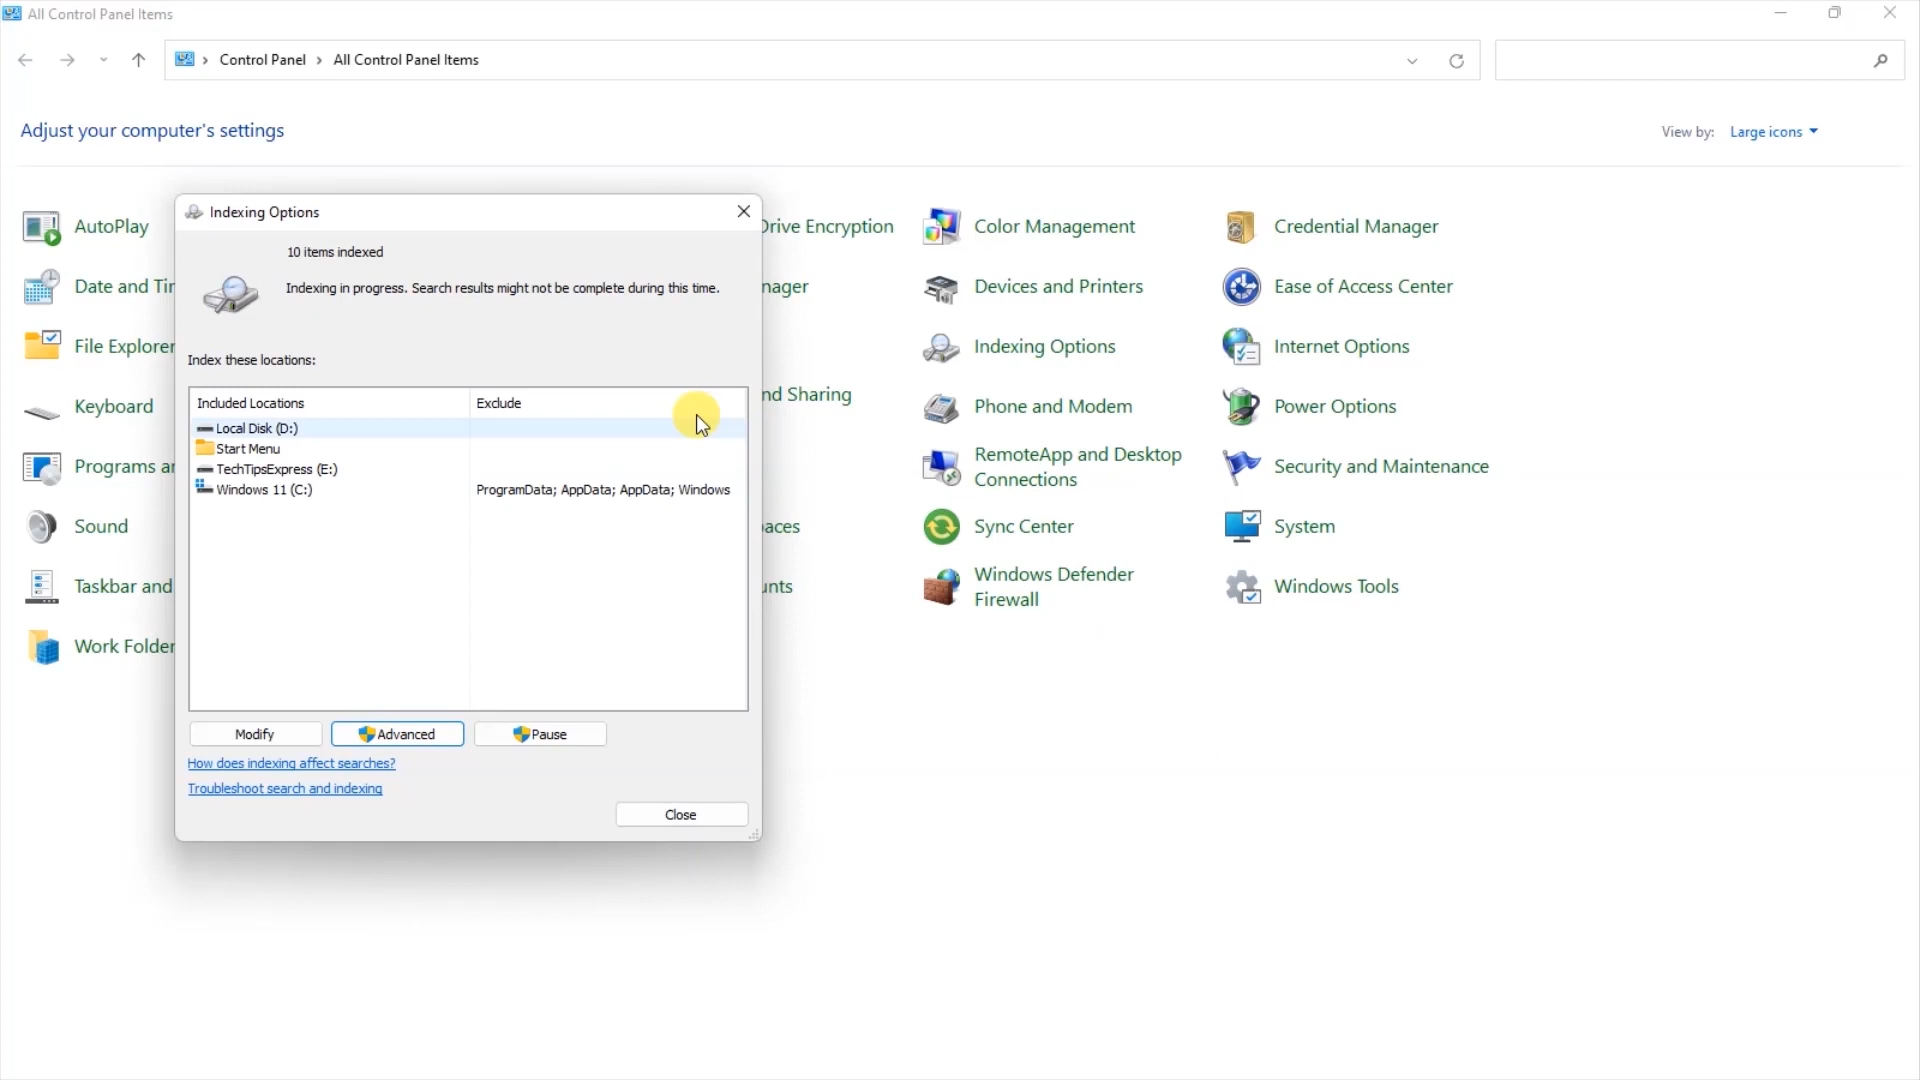 All Control Panel Items
Control Panel > All Control Panel Items
Adjust your computer's settings
View by: Large icons
AutoPlay
Date and Tir
File Explorer
Keyboard
Programs ar
Sound
Taskbar and
Work Folder
Indexing Options
10 items indexed
Indexing in progress. Search results might not be complete during this time.
Index these locations:
Included Locations Exclude
Local Disk (D:)
Start Menu
TechTipsExpress (E:)
Windows 11 (C:) ProgramData; AppData; AppData; Windows
Modify Advanced Pause
How does indexing affect searches?
Troubleshoot search and indexing
Close
Drive Encryption
nager
nd Sharing
paces
unts
Color Management
Devices and Printers
Indexing Options
Phone and Modem
RemoteApp and Desktop
Connections
Sync Center
Windows Defender
Firewall
Credential Manager
Ease of Access Center
Internet Options
Power Options
Security and Maintenance
System
Windows Tools